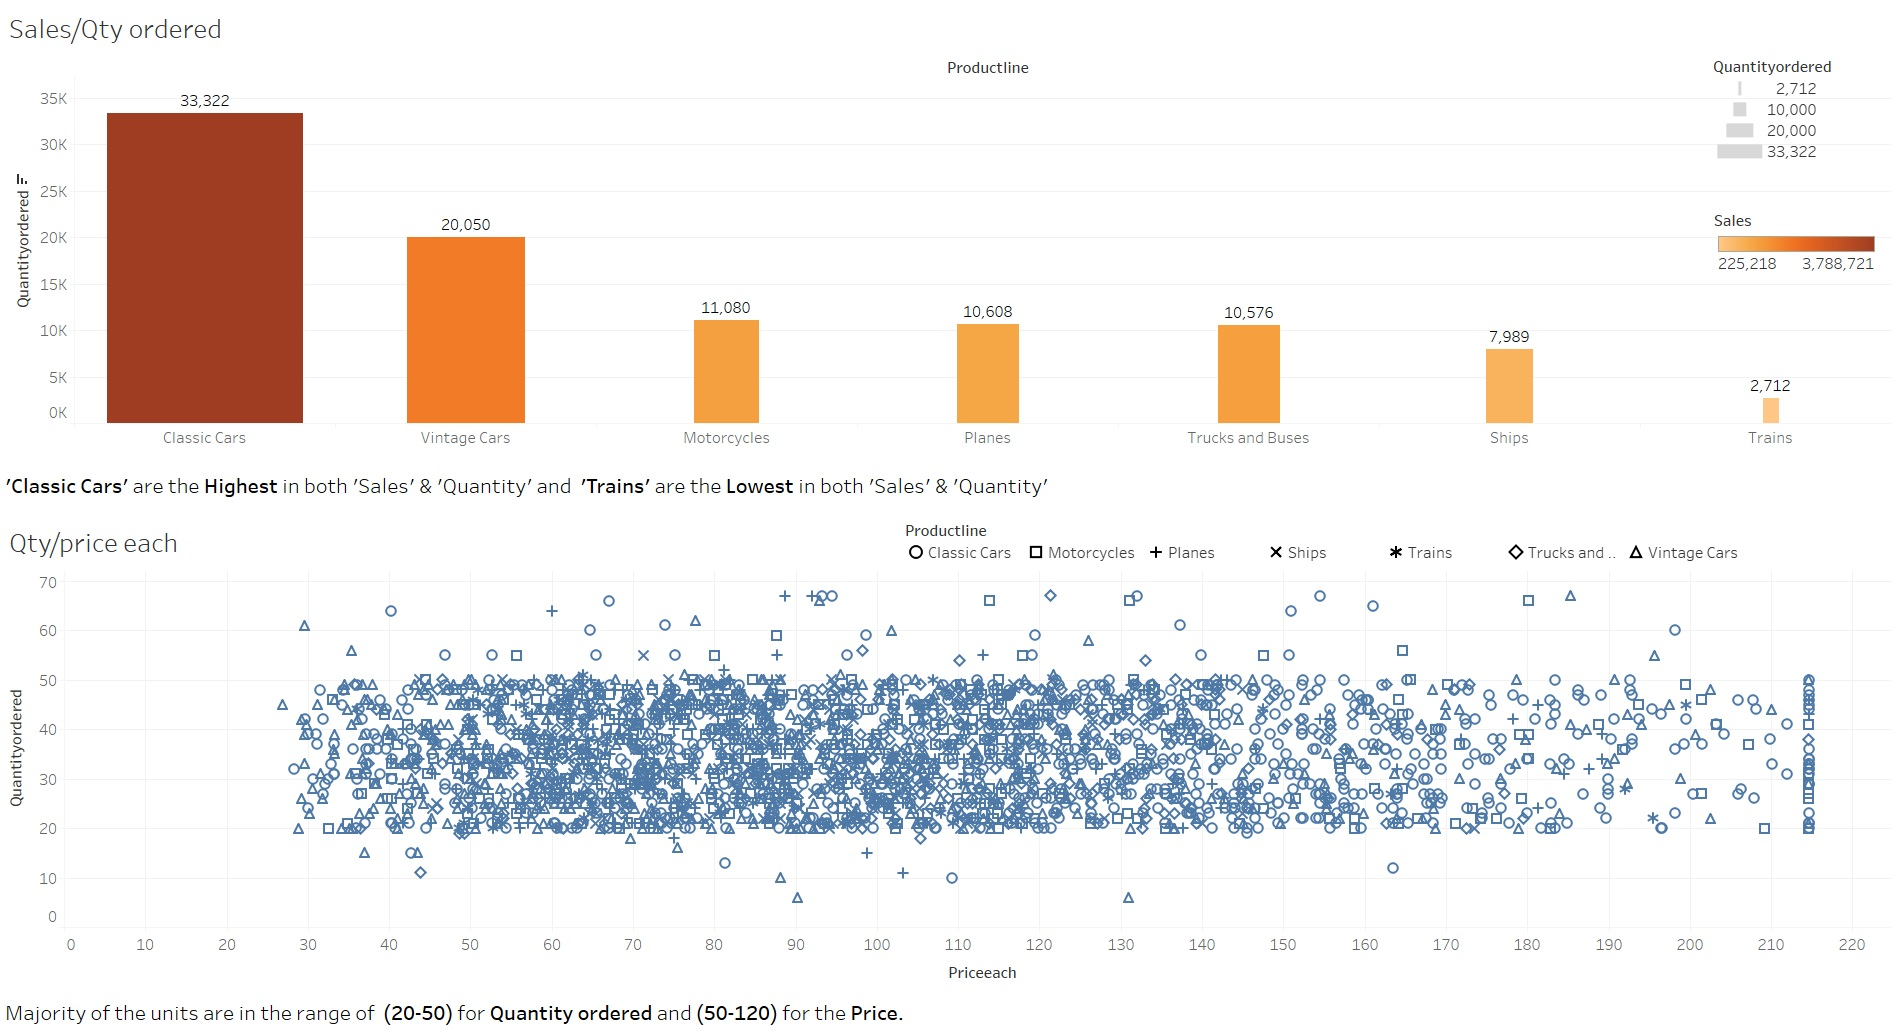 Sales/Qty ordered
Productline
Quantityordered
2,712
10,000
20,000
33,322
Sales
225,218 3,788,721
Quantityordered
35K
30K
25K
20K
15K
10K
5K
0K
33,322
20,050
11,080
10,608
10,576
7,989
2,712
Classic Cars Vintage Cars Motorcycles Planes Trucks and Buses Ships Trains
'Classic Cars' are the Highest in both 'Sales' & 'Quantity' and 'Trains' are the Lowest in both 'Sales' & 'Quantity'
Qty/price each
Productline
Classic Cars Motorcycles Planes Ships Trains Trucks and .. Vintage Cars
Quantityordered
70
60
50
40
30
20
10
0
0 10 20 30 40 50 60 70 80 90 100 110 120 130 140 150 160 170 180 190 200 210 220
Priceeach
Majority of the units are in the range of (20-50) for Quantity ordered and (50-120) for the Price.